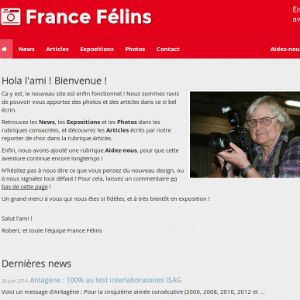 France Félins
En
News Articles Expositions Photos Contact Aidez-nous
Hola l'ami ! Bienvenue !
Ca y est, le nouveau site est enfin fonctionnel ! Nous sommes ravis
de pouvoir vous apportez des photos et des articles dans ce si bel
écrin.
Retrouvez les News, les Expositions et les Photos dans les
rubriques consacrées, et découvrez les Articles écrits par notre
reporter de choc dans la rubrique Articles.
Enfin, nous avons ajouté une rubrique Aidez-nous, pour que cette
aventure continue encore longtemps !
N'hésitez pas à nous dire ce que vous pensez du nouveau design, ou
à nous signalez tout défaut ! Pour cela, laissez un commentaire en
bas de cette page !
Un grand merci à vous qui nous êtes si fidèles, et à très bientôt en exposition !
Salut l'ami !
Robert, et toute l'équipe France Félins
Dernières news
29 juin 2014 Antagène : 100% au test interlaboratoires ISAG
Voici un message d'Antagène : Pour la cinquième année consécutive (2006, 2008, 2010, 2012 et ...